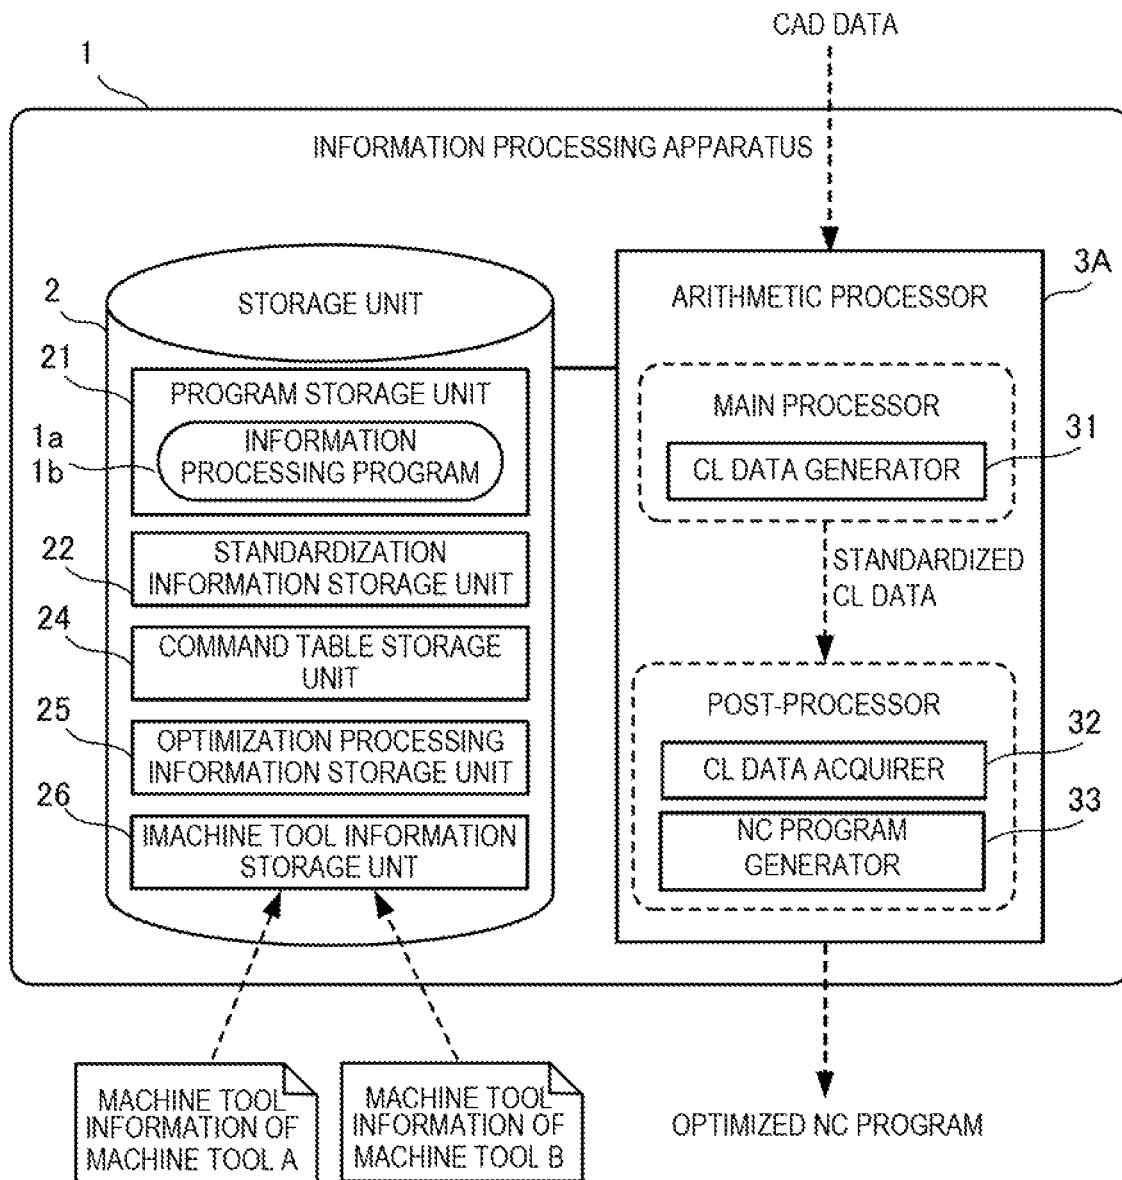 CAD DATA
1
INFORMATION PROCESSING APPARATUS
2
STORAGE UNIT
21
PROGRAM STORAGE UNIT
1a
1b
INFORMATION
PROCESSING PROGRAM
22
STANDARDIZATION
INFORMATION STORAGE UNIT
24
COMMAND TABLE STORAGE
UNIT
25
OPTIMIZATION PROCESSING
INFORMATION STORAGE UNIT
26
IMACHINE TOOL INFORMATION
STORAGE UNT
3A
ARITHMETIC PROCESSOR
MAIN PROCESSOR
31
CL DATA GENERATOR
STANDARDIZED
CL DATA
POST-PROCESSOR
32
CL DATA ACQUIRER
33
NC PROGRAM
GENERATOR
MACHINE TOOL
INFORMATION OF
MACHINE TOOL A
MACHINE TOOL
INFORMATION OF
MACHINE TOOL B
OPTIMIZED NC PROGRAM